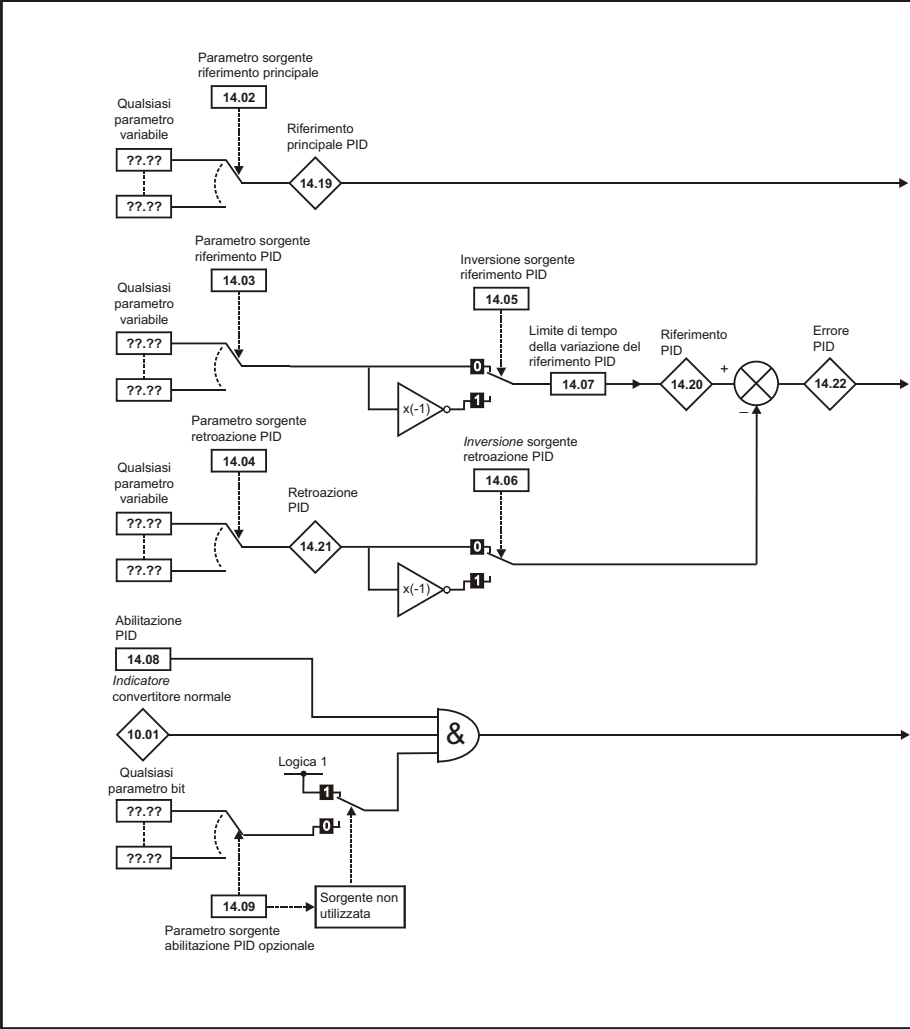 Parametro sorgente
riferimento principale
14.02
Qualsiasi
parametro
variabile
??.??
??.??
Riferimento
principale PID
14.19
Parametro sorgente
riferimento PID
14.03
Qualsiasi
parametro
variabile
??.??
??.??
x(-1)
Inversione sorgente
riferimento PID
14.05
0
1
Limite di tempo
della variazione del
riferimento PID
14.07
Riferimento
PID
14.20
+
–
Errore
PID
14.22
Parametro sorgente
retroazione PID
14.04
Qualsiasi
parametro
variabile
??.??
??.??
Retroazione
PID
14.21
x(-1)
Inversione sorgente
retroazione PID
14.06
0
1
Abilitazione
PID
14.08
Indicatore
convertitore normale
10.01
&
Logica 1
1
0
Qualsiasi
parametro bit
??.??
??.??
14.09
Parametro sorgente
abilitazione PID opzionale
Sorgente non
utilizzata